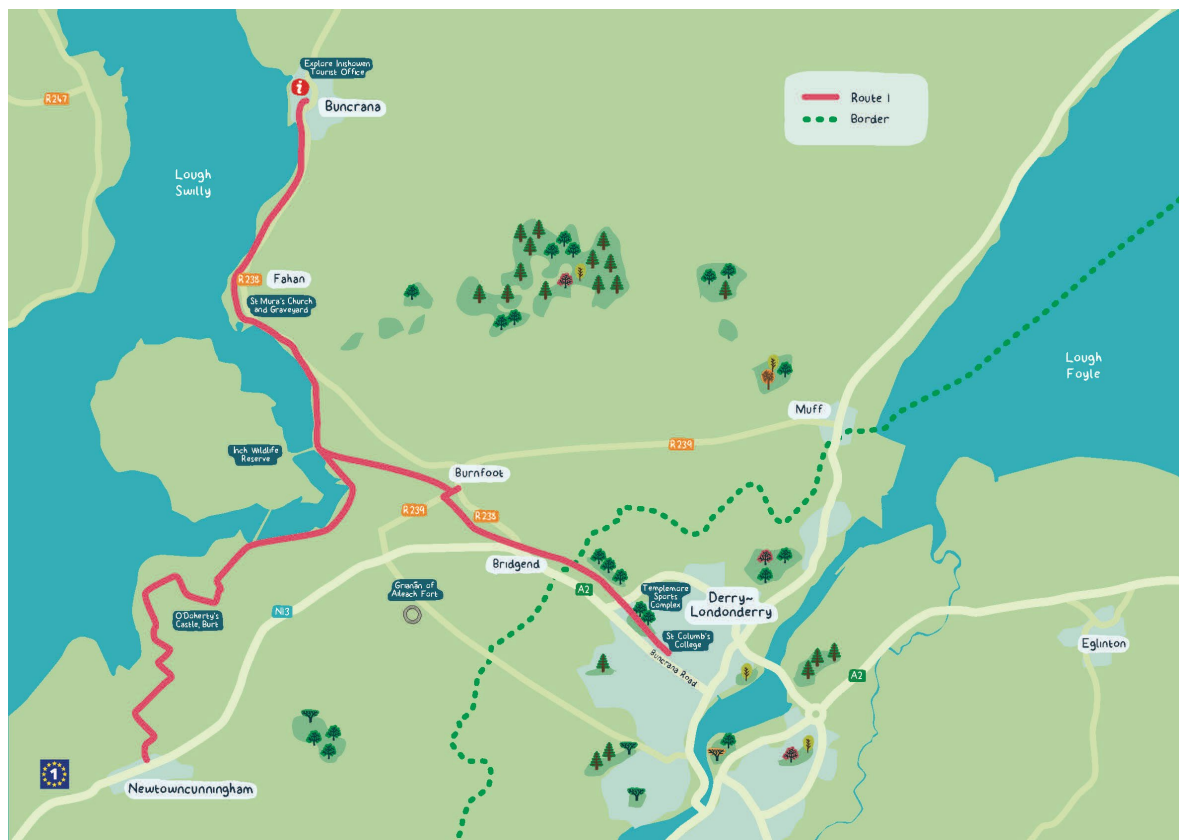 Explore Inishowen
Tourist Office
i
Buncrana
R247
Route 1
Border
Lough
Swilly
R238
Fahan
St Mura's Church
and Graveyard
Lough
Foyle
Muff
R239
Inch Wildlife
Reserve
Burnfoot
R239
R238
Bridgend
A2
Grianán of
Aileach Fort
Templemore
Sports
Complex
Derry~
Londonderry
St Columb's
College
Buncrana Road
N13
O'Doherty's
Castle, Burt
Eglinton
A2
1
Newtowncunningham